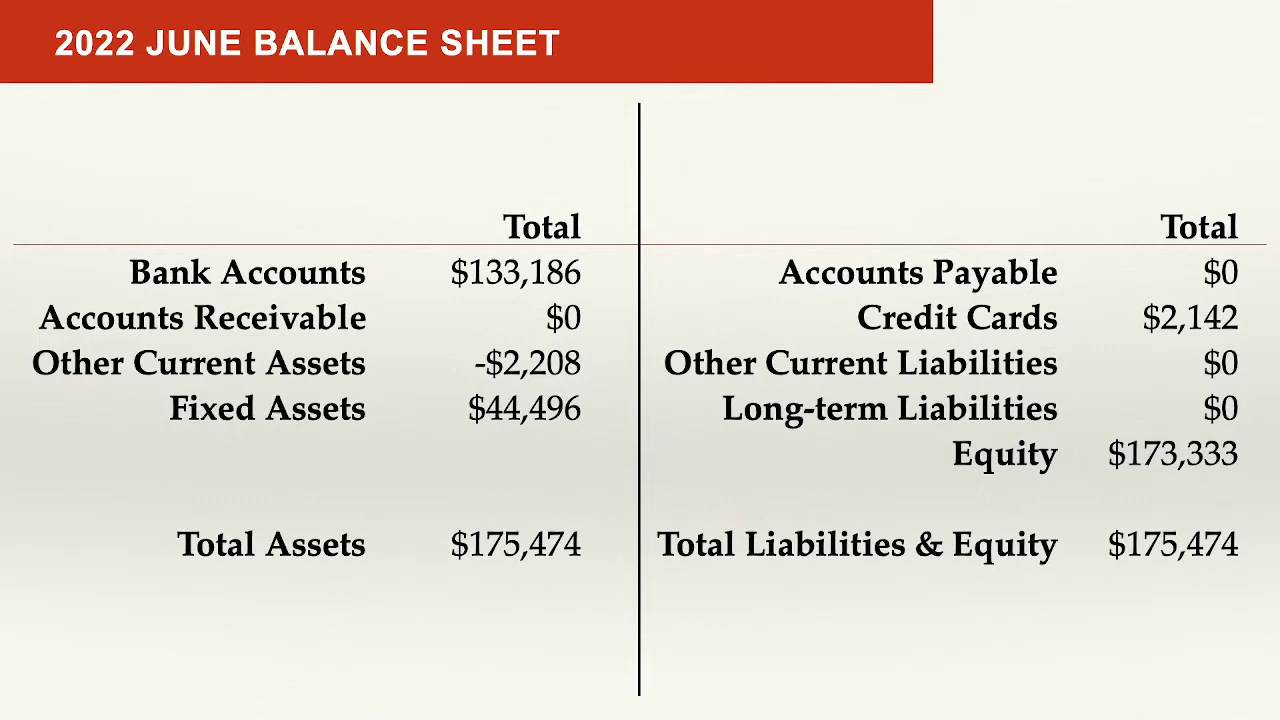 2022 JUNE BALANCE SHEET
Total
Bank Accounts $133,186
Accounts Receivable $0
Other Current Assets -$2,208
Fixed Assets $44,496
Total Assets $175,474
Total
Accounts Payable $0
Credit Cards $2,142
Other Current Liabilities $0
Long-term Liabilities $0
Equity $173,333
Total Liabilities & Equity $175,474